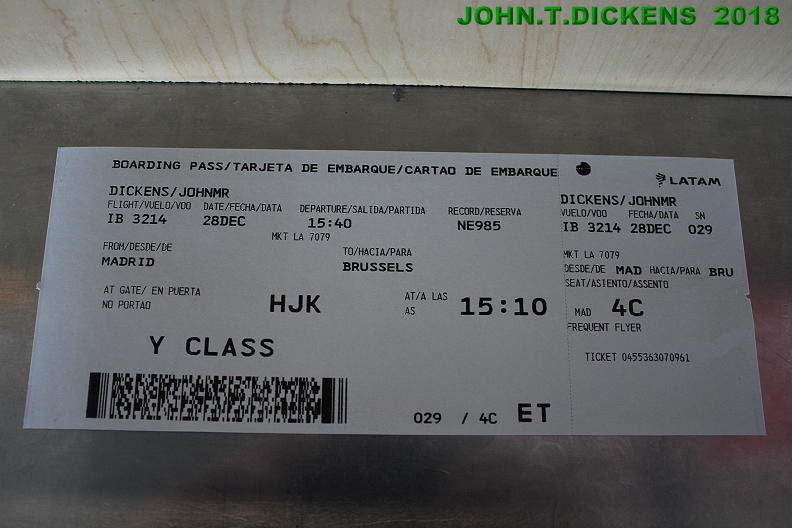 JOHN.T.DICKENS 2018
BOARDING PASS/TARJETA DE EMBARQUE/CARTAO DE EMBARQUE
LATAM
DICKENS/JOHNMR
FLIGHT/VUELO/VOO DATE/FECHA/DATA DEPARTURE/SALIDA/PARTIDA RECORD/RESERVA
IB 3214 28DEC 15:40 NE985
MKT LA 7079
FROM/DESDE/DE TO/HACIA/PARA
MADRID BRUSSELS
AT GATE/ EN PUERTA HJK AT/A LAS 15:10
NO PORTAO AS
Y CLASS
029 / 4C ET
DICKENS/JOHNMR
VUELO/VOO FECHA/DATA SN
IB 3214 28DEC 029
MKT LA 7079
DESDE/DE MAD HACIA/PARA BRU
SEAT/ASIENTO/ASSENTO
MAD 4C
FREQUENT FLYER
TICKET 0455363070961